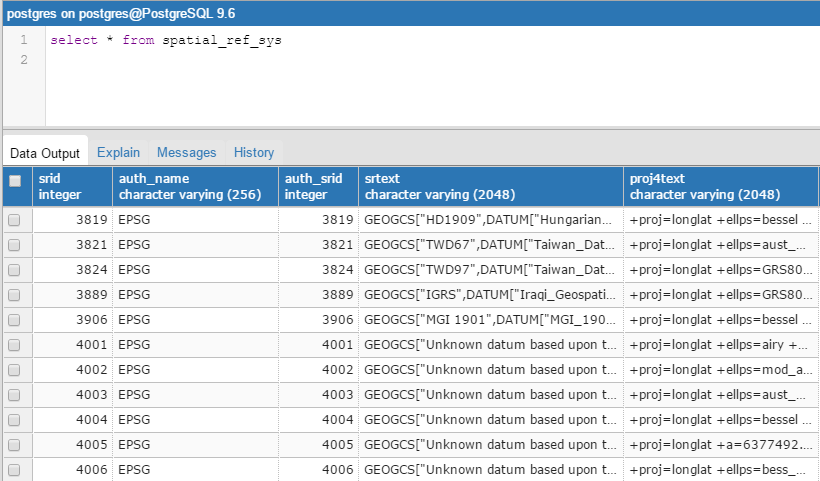 postgres on postgres@PostgreSQL 9.6
1 select * from spatial_ref_sys
2
Data Output Explain Messages History
srid auth_name auth_srid srtext proj4text
integer character varying (256) integer character varying (2048) character varying (2048)
3819 EPSG 3819 GEOGCS["HD1909",DATUM["Hungarian... +proj=longlat +ellps=bessel ...
3821 EPSG 3821 GEOGCS["TWD67",DATUM["Taiwan_Dat... +proj=longlat +ellps=aust_...
3824 EPSG 3824 GEOGCS["TWD97",DATUM["Taiwan_Dat... +proj=longlat +ellps=GRS80...
3889 EPSG 3889 GEOGCS["IGRS",DATUM["Iraqi_Geospati... +proj=longlat +ellps=GRS80...
3906 EPSG 3906 GEOGCS["MGI 1901",DATUM["MGI_190... +proj=longlat +ellps=bessel ...
4001 EPSG 4001 GEOGCS["Unknown datum based upon t... +proj=longlat +ellps=airy +...
4002 EPSG 4002 GEOGCS["Unknown datum based upon t... +proj=longlat +ellps=mod_a...
4003 EPSG 4003 GEOGCS["Unknown datum based upon t... +proj=longlat +ellps=aust_...
4004 EPSG 4004 GEOGCS["Unknown datum based upon t... +proj=longlat +ellps=bessel ...
4005 EPSG 4005 GEOGCS["Unknown datum based upon t... +proj=longlat +a=6377492....
4006 EPSG 4006 GEOGCS["Unknown datum based upon t... +proj=longlat +ellps=bess_...